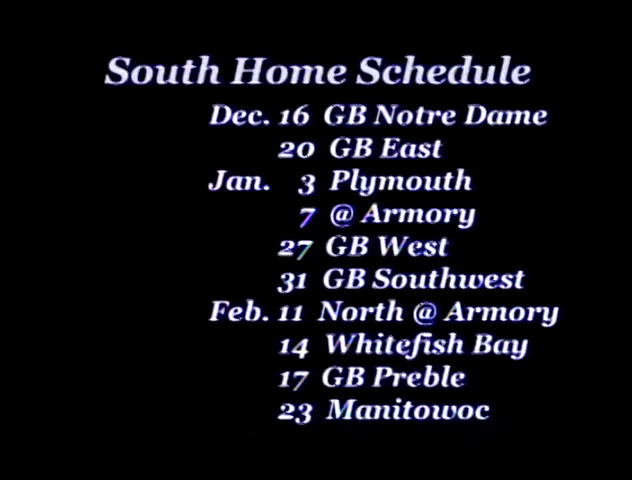 South Home Schedule
Dec. 16 GB Notre Dame
20 GB East
Jan. 3 Plymouth
7 @ Armory
27 GB West
31 GB Southwest
Feb. 11 North @ Armory
14 Whitefish Bay
17 GB Preble
23 Manitowoc